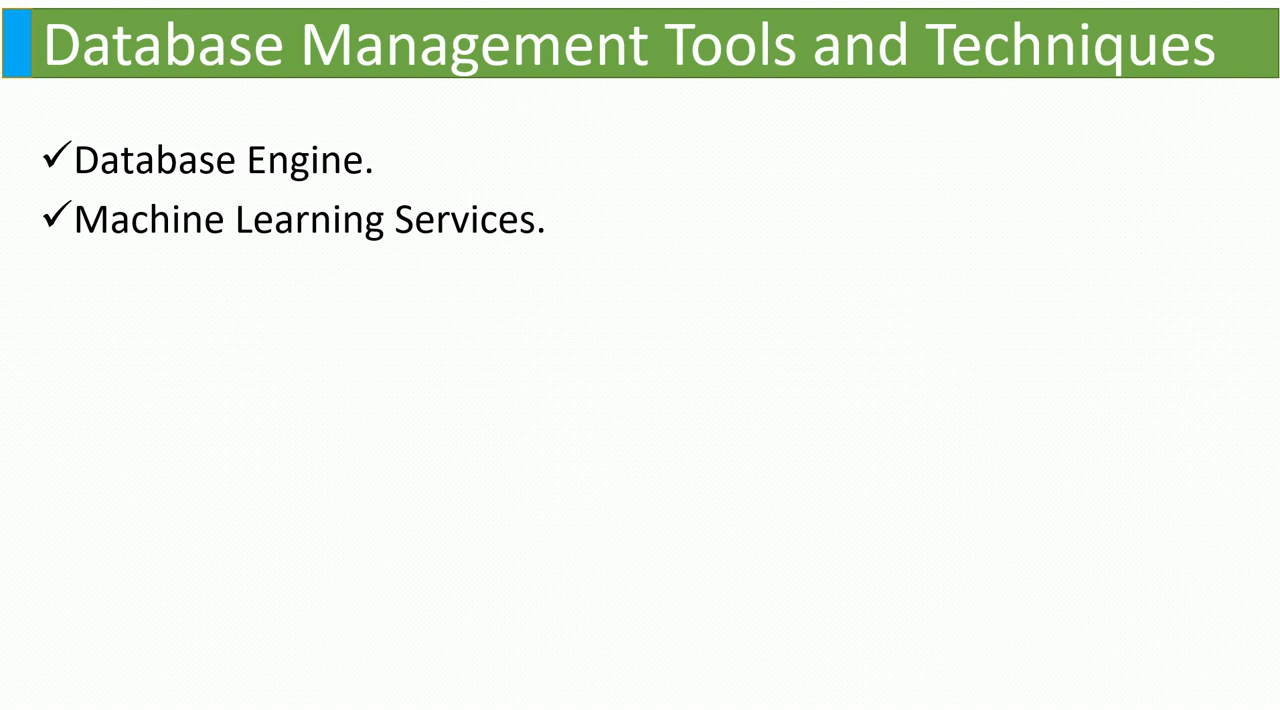 Database Management Tools and Techniques
✓Database Engine.
✓Machine Learning Services.